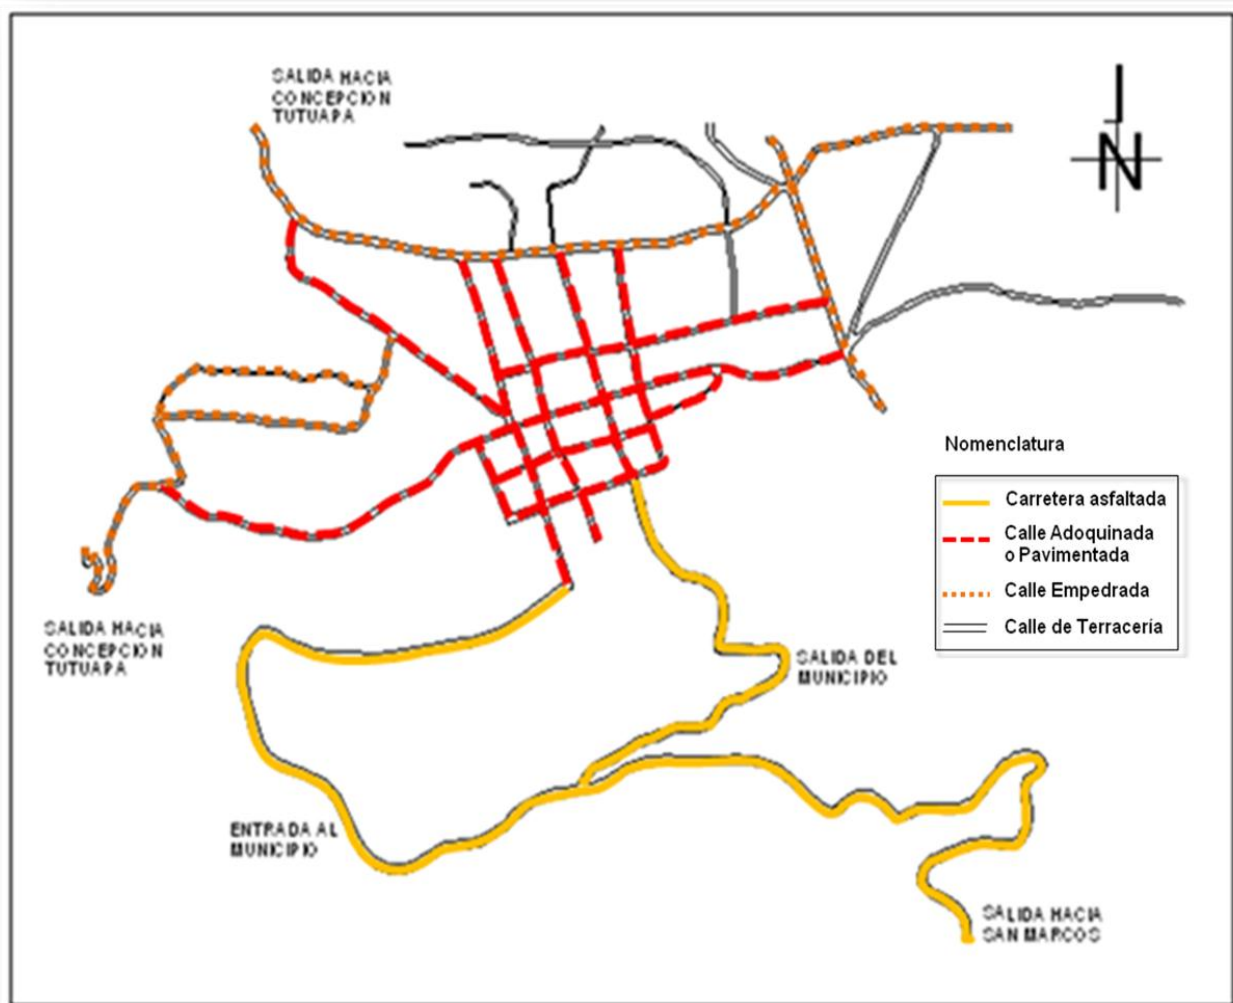 SALIDA HACIA
CONCEPCION
TUTUAPA
N
Nomenclatura
Carretera asfaltada
Calle Adoquinada
o Pavimentada
Calle Empedrada
Calle de Terracería
SALIDA HACIA
CONCEPCION
TUTUAPA
SALIDA DEL
MUNICIPIO
ENTRADA AL
MUNICIPIO
SALIDA HACIA
SAN MARCOS